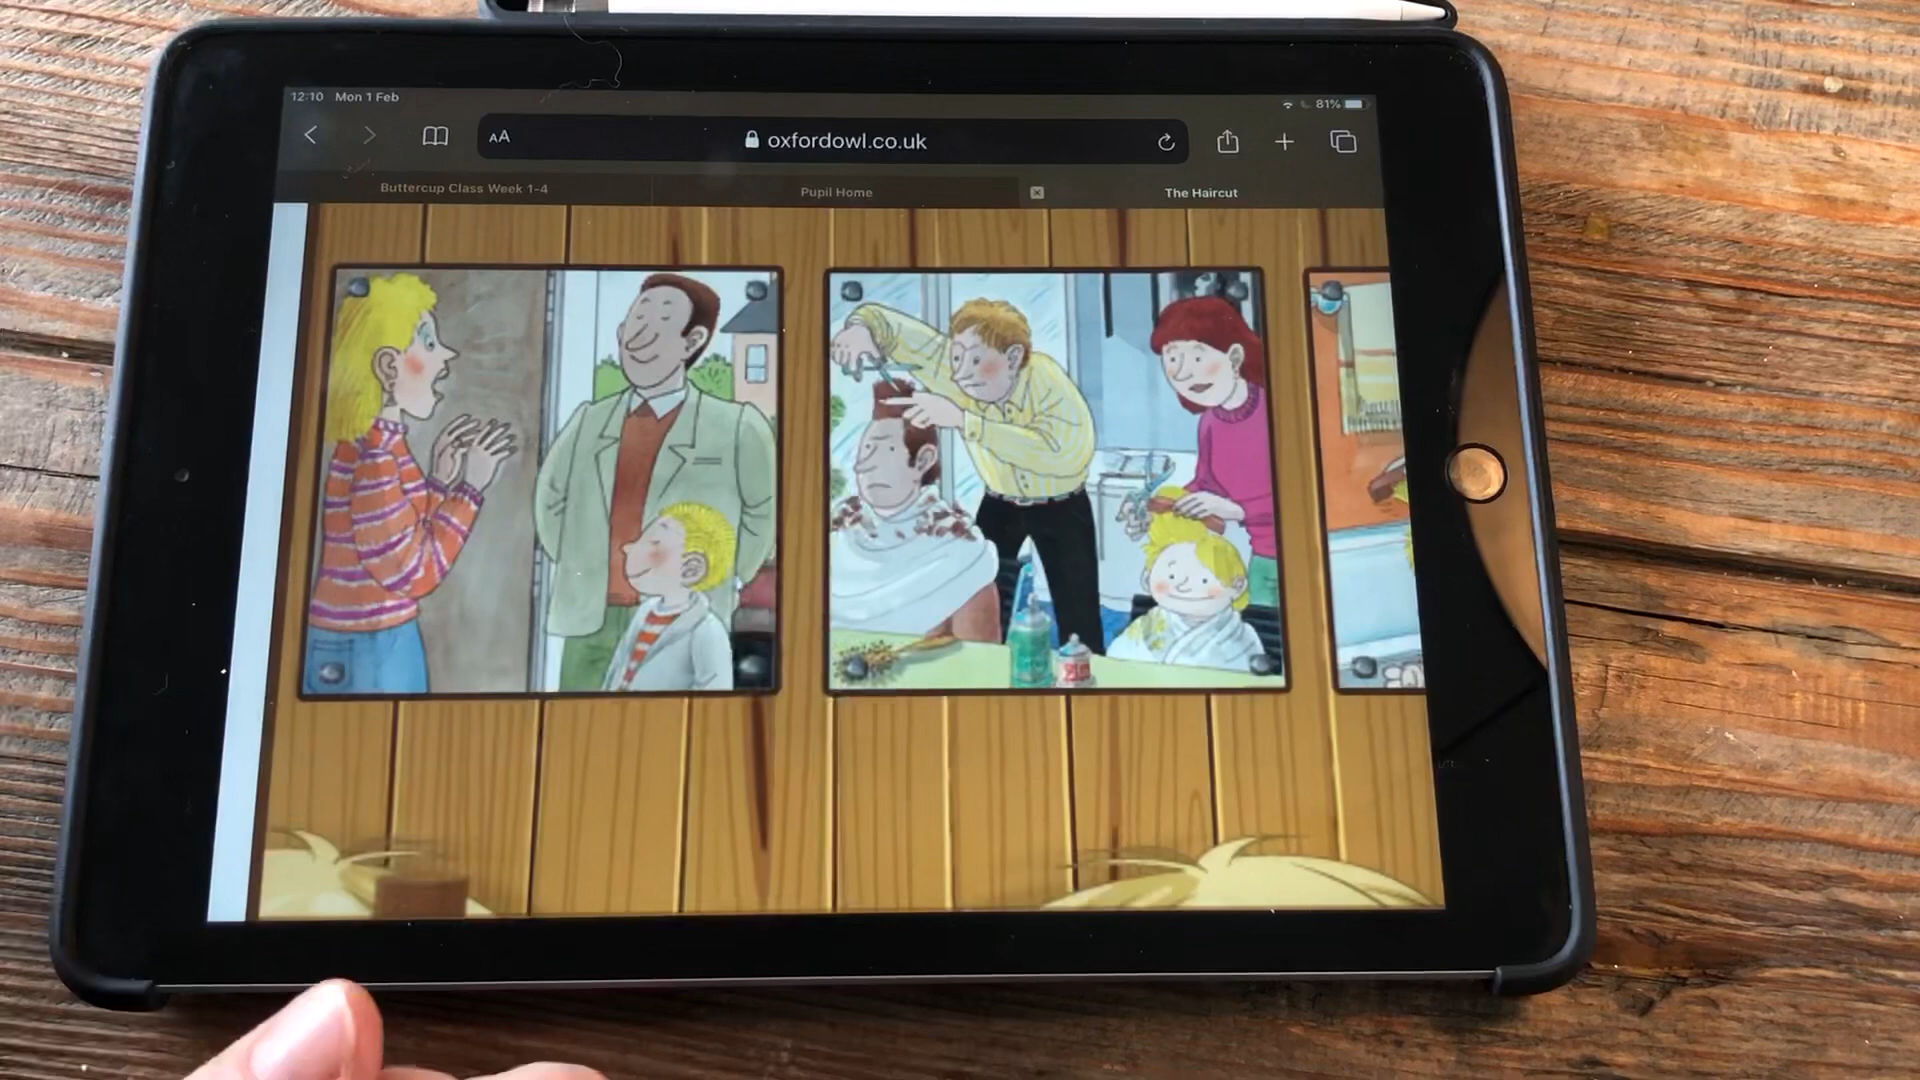 12:10 Mon 1 Feb
81%
AA
oxfordowl.co.uk
Buttercup Class Week 1-4
Pupil Home
The Haircut